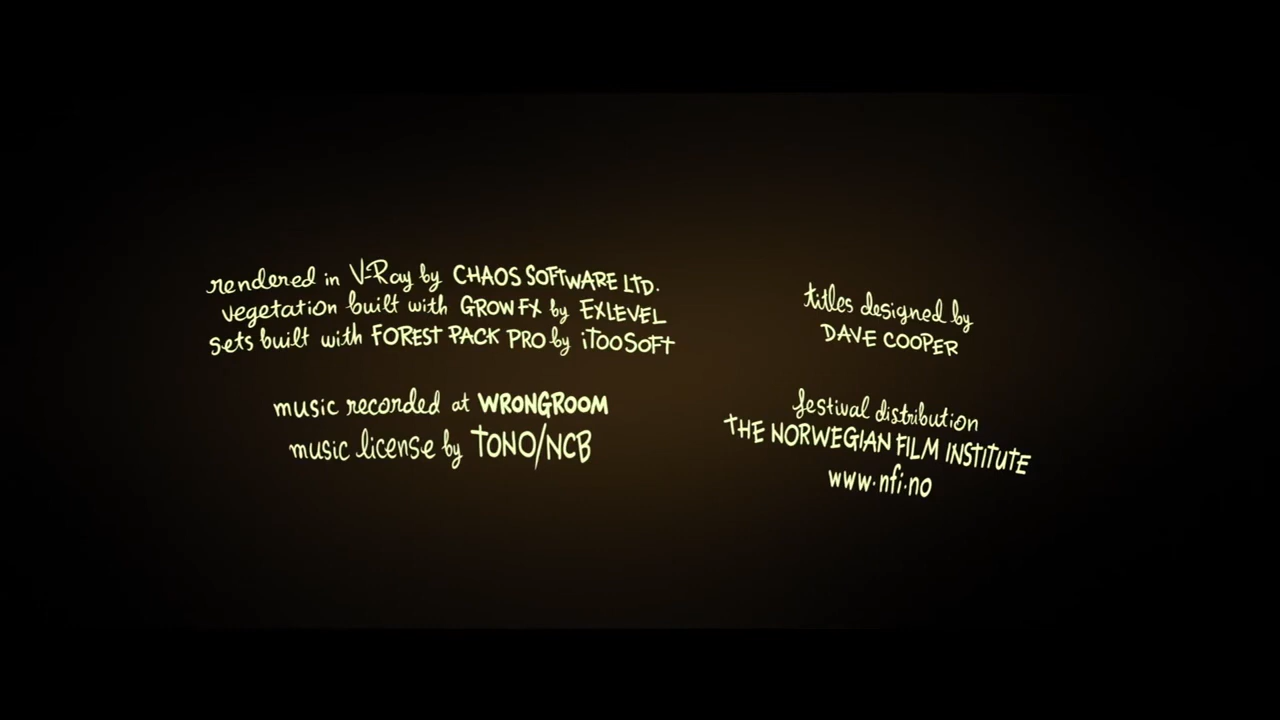 rendered in V-Ray by CHAOS SOFTWARE LTD.
vegetation built with GROW FX by EXLEVEL
sets built with FOREST PACK PRO by iTOOSOFT
music recorded at WRONGROOM
music license by TONO/NCB
titles designed by
DAVE COOPER
festival distribution
THE NORWEGIAN FILM INSTITUTE
www.nfi.no